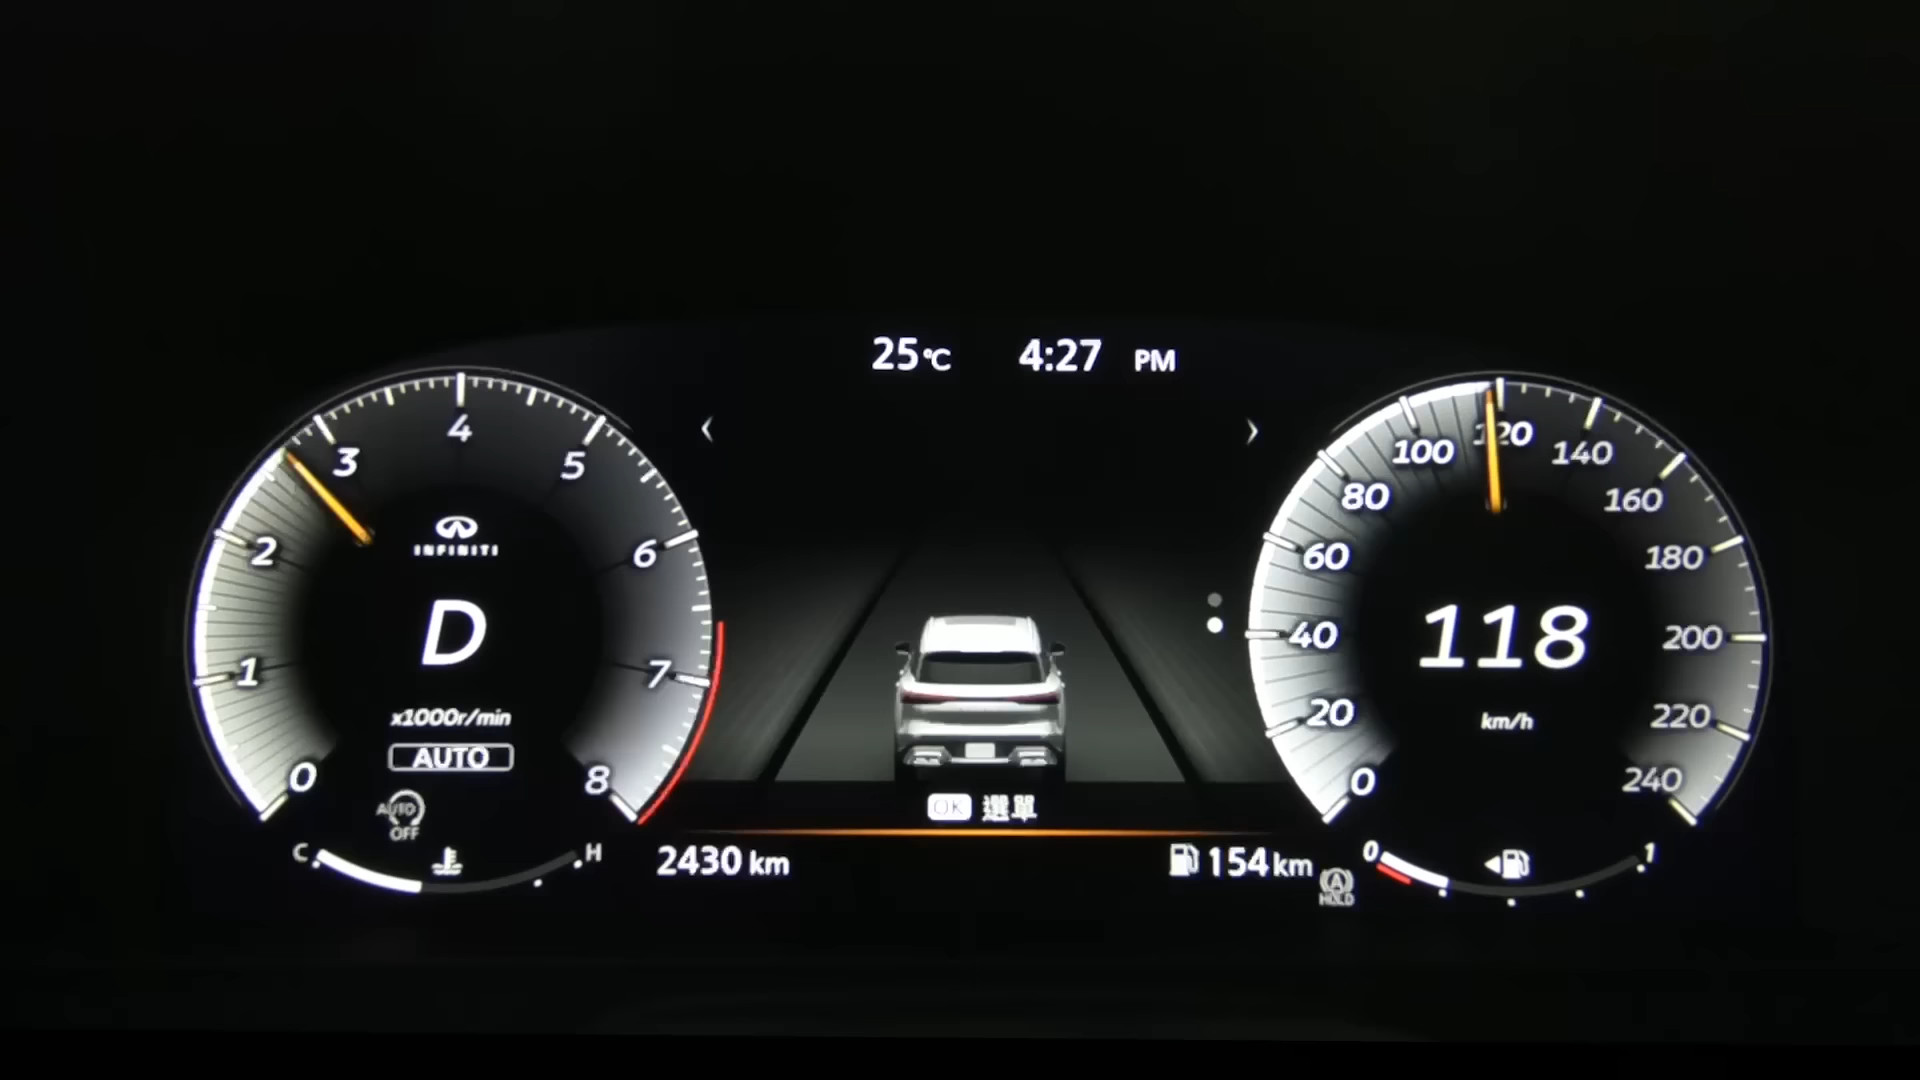 25°C 4:27 PM
0 1 2 3 4 5 6 7 8
INFINITI
D
x1000r/min
AUTO
AUTO
OFF
C H
OK 選單
2430 km
154 km
HOLD
0 20 40 60 80 100 120 140 160 180 200 220 240
118
km/h
0 1